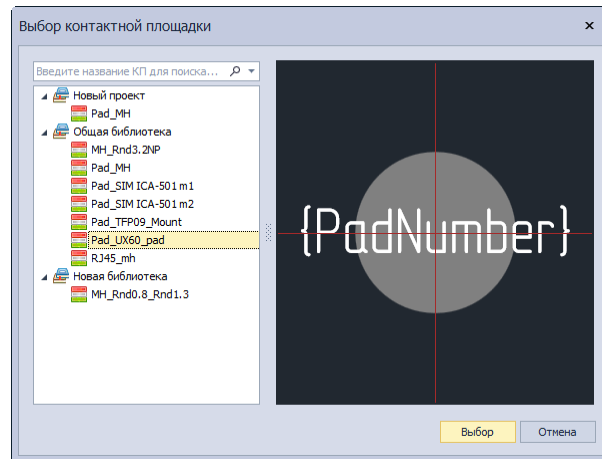 Выбор контактной площадки
Введите название КП для поиска...
Новый проект
Pad_MH
Общая библиотека
MH_Rnd3.2NP
Pad_MH
Pad_SIM ICA-501 m1
Pad_SIM ICA-501 m2
Pad_TFP09_Mount
Pad_UX60_pad
RJ45_mh
Новая библиотека
MH_Rnd0.8_Rnd1.3
{PadNumber}
Выбор
Отмена